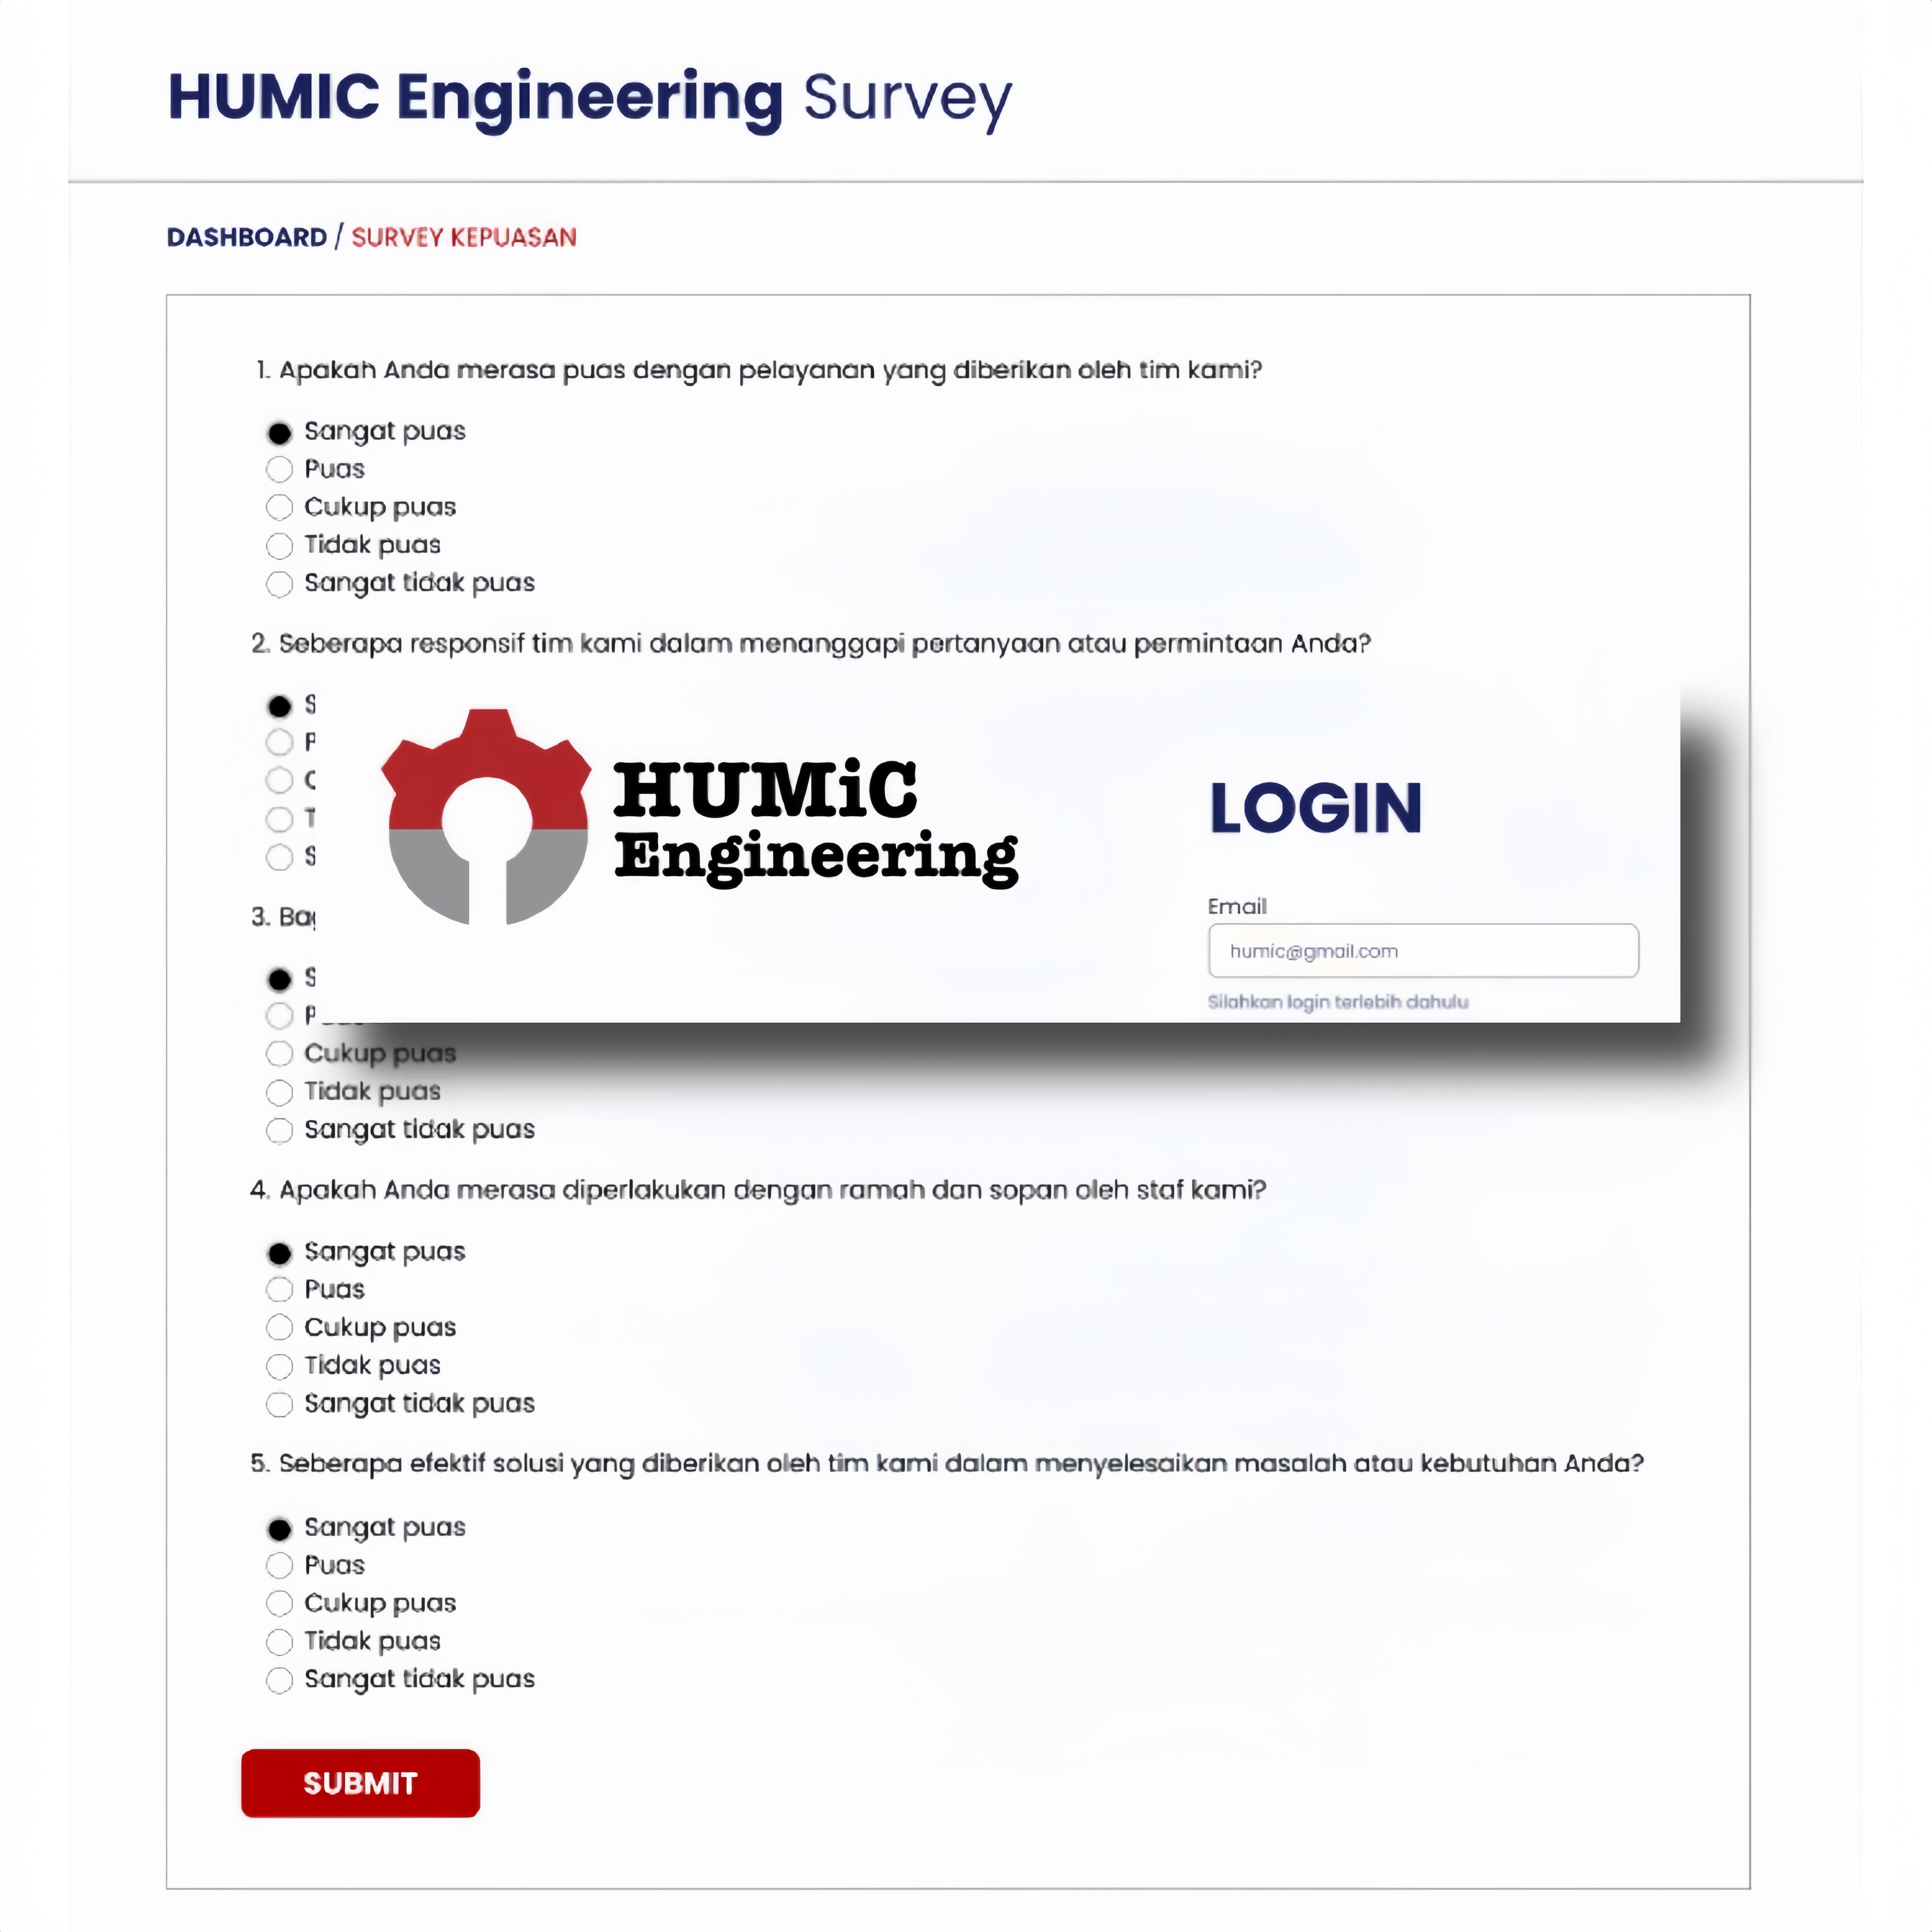 HUMIC Engineering Survey
DASHBOARD / SURVEY KEPUASAN
1. Apakah Anda merasa puas dengan pelayanan yang diberikan oleh tim kami?
Sangat puas
Puas
Cukup puas
Tidak puas
Sangat tidak puas
2. Seberapa responsif tim kami dalam menanggapi pertanyaan atau permintaan Anda?
S
P
C
T
S
3.
S
P
HUMiC
Engineering
LOGIN
Email
humic@gmail.com
Silahkan login terlebih dahulu
Cukup puas
Tidak puas
Sangat tidak puas
4. Apakah Anda merasa diperlakukan dengan ramah dan sopan oleh staf kami?
Sangat puas
Puas
Cukup puas
Tidak puas
Sangat tidak puas
5. Seberapa efektif solusi yang diberikan oleh tim kami dalam menyelesaikan masalah atau kebutuhan Anda?
Sangat puas
Puas
Cukup puas
Tidak puas
Sangat tidak puas
SUBMIT